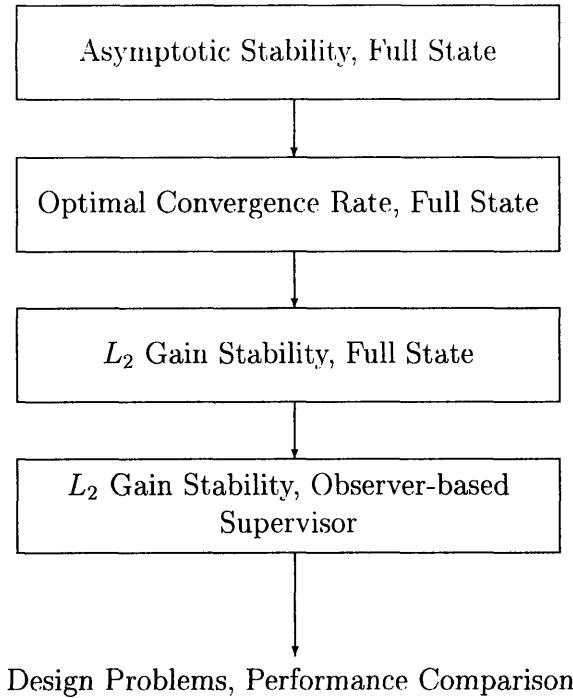 Asymptotic Stability, Full State
Optimal Convergence Rate, Full State
L₂ Gain Stability, Full State
L₂ Gain Stability, Observer-based
Supervisor
Design Problems, Performance Comparison